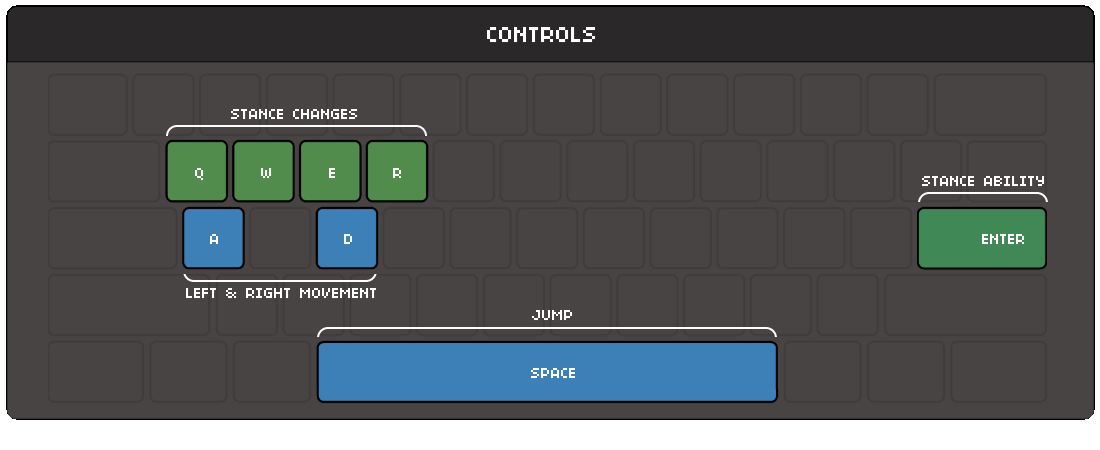 CONTROLS
STANCE CHANGES
Q W E R
STANCE ABILITY
A D ENTER
LEFT & RIGHT MOVEMENT
JUMP
SPACE